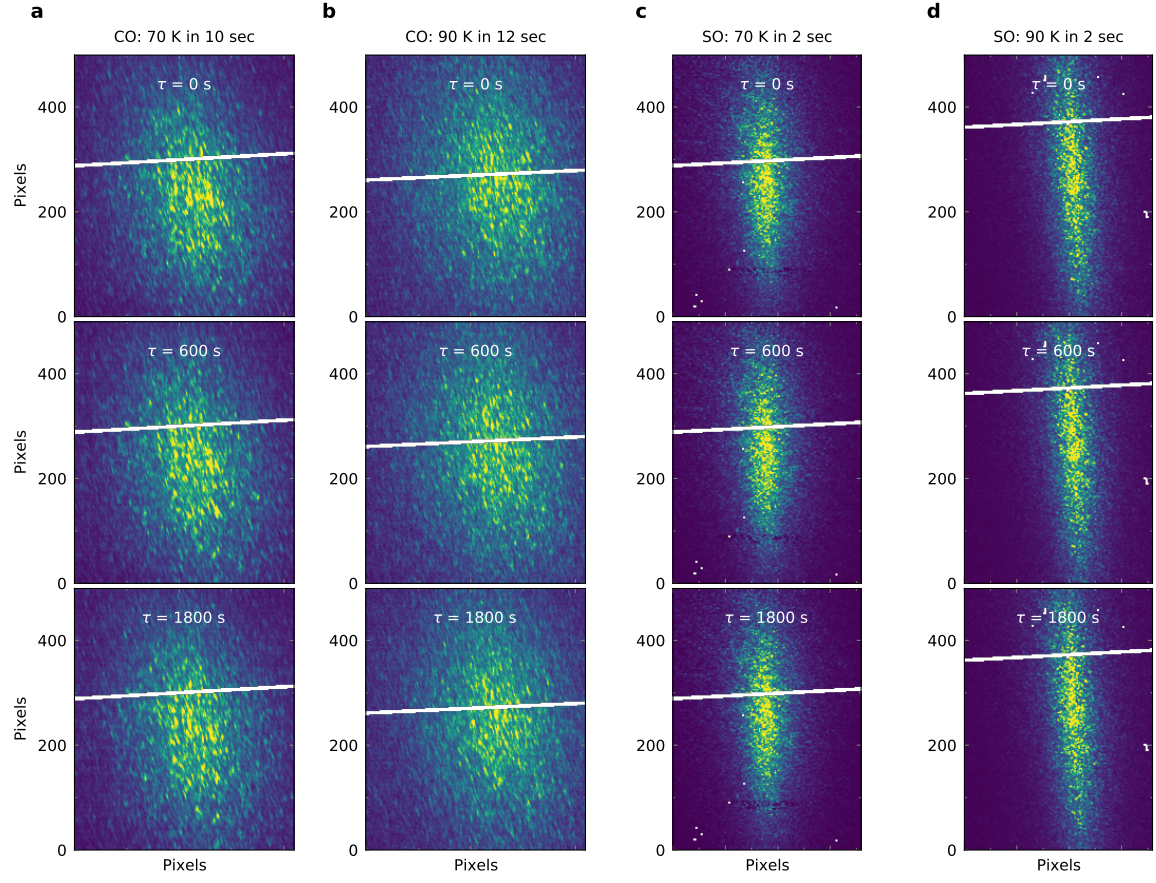 a b c d
CO: 70 K in 10 sec CO: 90 K in 12 sec SO: 70 K in 2 sec SO: 90 K in 2 sec
τ = 0 s τ = 0 s τ = 0 s τ = 0 s
400 400 400 400
Pixels
200 200 200 200
0 0 0 0
τ = 600 s τ = 600 s τ = 600 s τ = 600 s
400 400 400 400
Pixels
200 200 200 200
0 0 0 0
τ = 1800 s τ = 1800 s τ = 1800 s τ = 1800 s
400 400 400 400
Pixels
200 200 200 200
0 0 0 0
Pixels Pixels Pixels Pixels